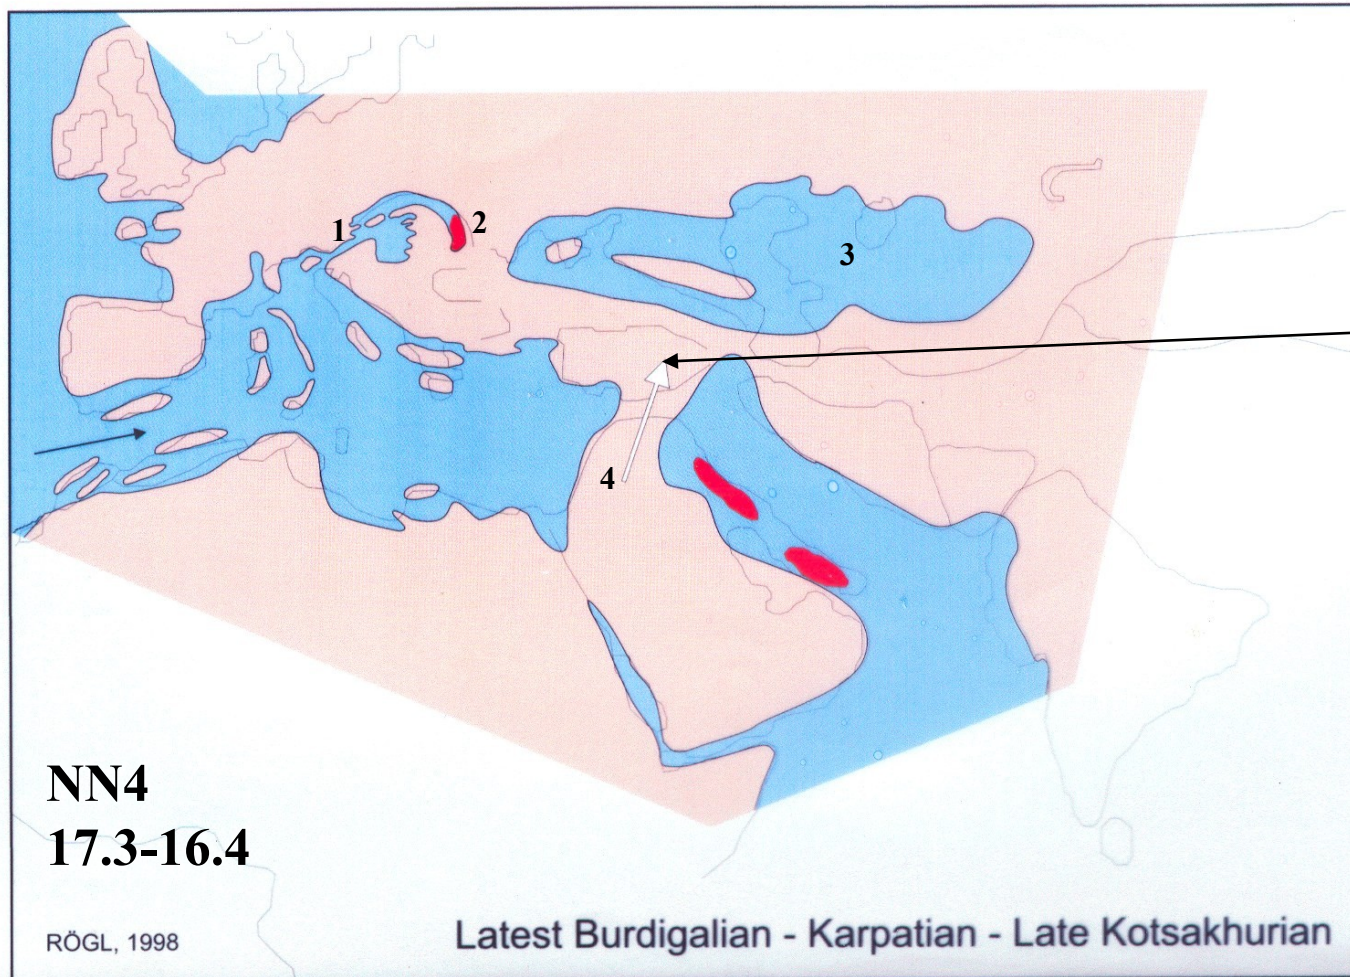 1
2
3
4
NN4
17.3-16.4
RÖGL, 1998
Latest Burdigalian - Karpatian - Late Kotsakhurian